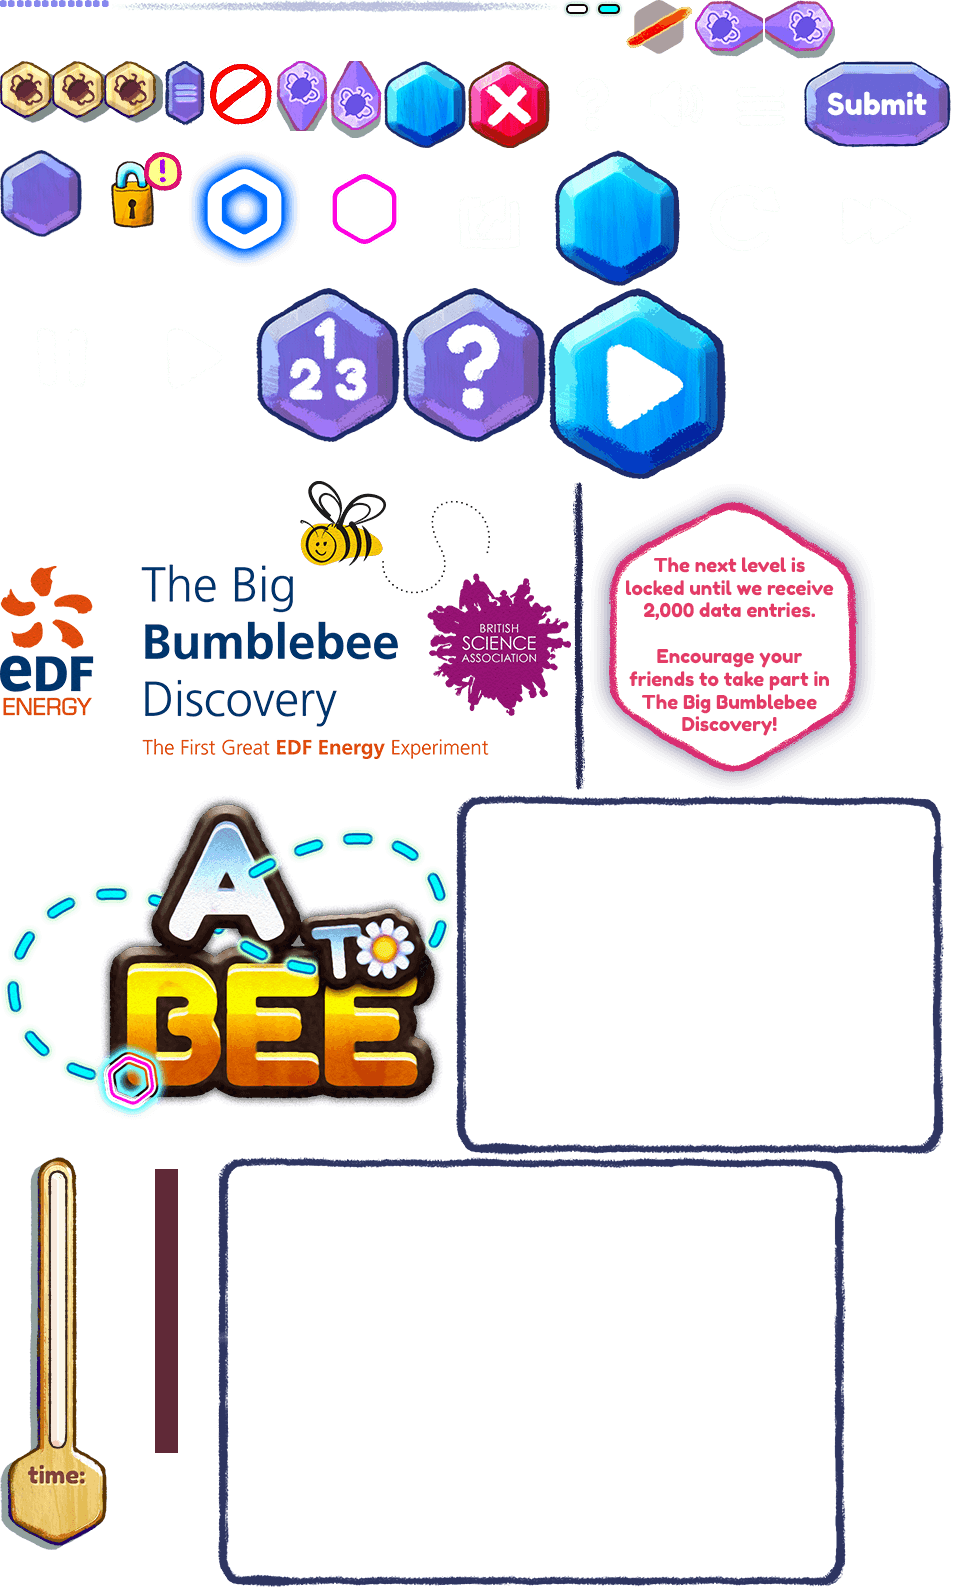 Submit
1
2 3
?
The Big
Bumblebee
Discovery
The First Great EDF Energy Experiment
eDF
ENERGY
BRITISH
SCIENCE
ASSOCIATION
The next level is
locked until we receive
2,000 data entries.
Encourage your
friends to take part in
The Big Bumblebee
Discovery!
A
TO
BEE
time: